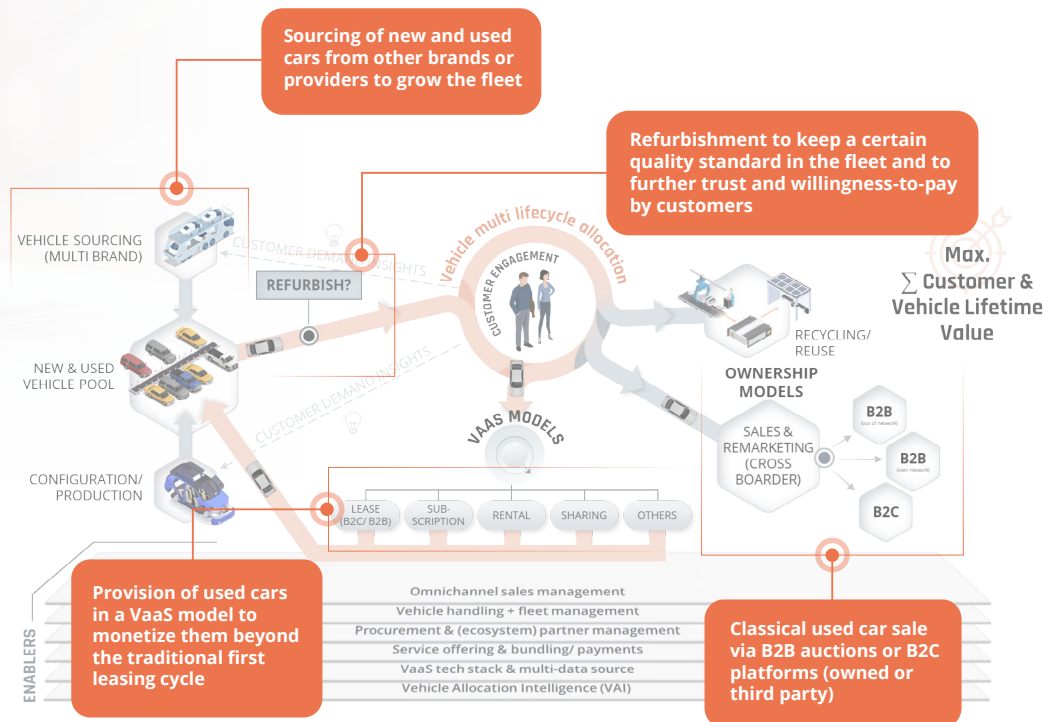 Sourcing of new and used
cars from other brands or
providers to grow the fleet
Refurbishment to keep a certain
quality standard in the fleet and to
further trust and willingness-to-pay
by customers
VEHICLE SOURCING
(MULTI BRAND)
CUSTOMER DEMAND INSIGHTS
REFURBISH?
Vehicle multi lifecycle allocation
CUSTOMER ENGAGEMENT
Max.
∑ Customer &
Vehicle Lifetime
Value
RECYCLING/
REUSE
NEW & USED
VEHICLE POOL
CUSTOMER DEMAND INSIGHTS
OWNERSHIP
MODELS
VAAS MODELS
SALES &
REMARKETING
(CROSS
BOARDER)
B2B
(out of network)
B2B
(own network)
B2C
CONFIGURATION/
PRODUCTION
LEASE
(B2C/ B2B)
SUB-
SCRIPTION
RENTAL
SHARING
OTHERS
ENABLERS
Omnichannel sales management
Vehicle handling + fleet management
Procurement & (ecosystem) partner management
Service offering & bundling/ payments
VaaS tech stack & multi-data source
Vehicle Allocation Intelligence (VAI)
Provision of used cars
in a VaaS model to
monetize them beyond
the traditional first
leasing cycle
Classical used car sale
via B2B auctions or B2C
platforms (owned or
third party)